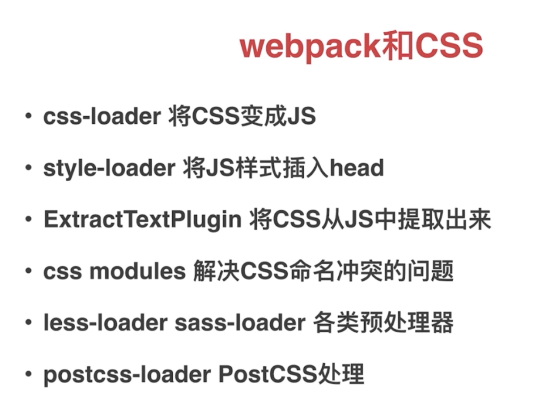 webpack和CSS
• css-loader 将CSS变成JS
• style-loader 将JS样式插入head
• ExtractTextPlugin 将CSS从JS中提取出来
• css modules 解决CSS命名冲突的问题
• less-loader sass-loader 各类预处理器
• postcss-loader PostCSS处理